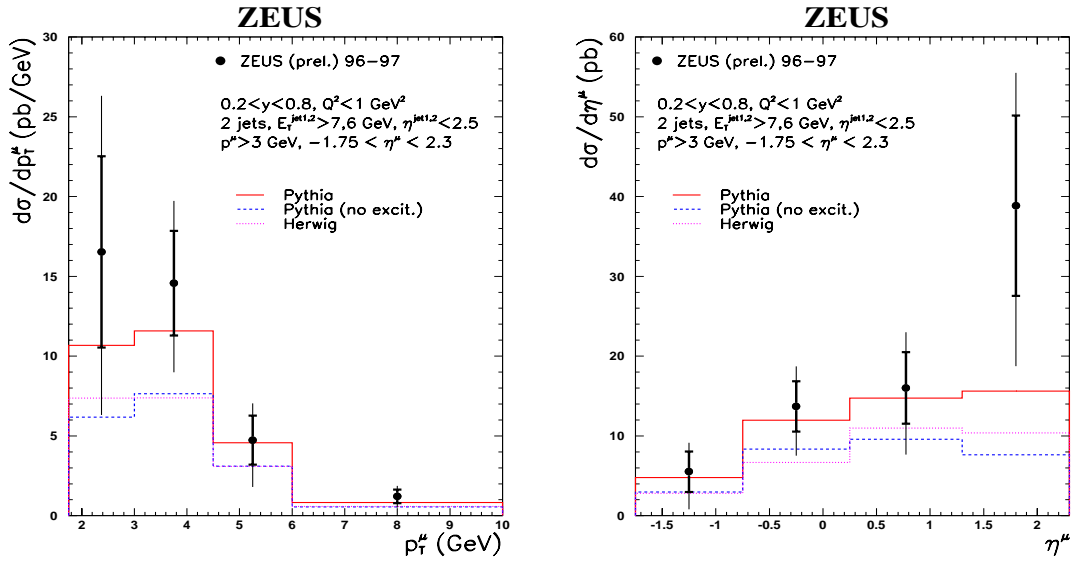 ZEUS
dσ/dp_T^μ (pb/GeV)
30
25
20
15
10
5
0
● ZEUS (prel.) 96−97
0.2<y<0.8, Q²<1 GeV²
2 jets, E_T^jet1,2>7,6 GeV, η^jet1,2<2.5
p^μ>3 GeV, −1.75 < η^μ < 2.3
Pythia
Pythia (no excit.)
Herwig
2 3 4 5 6 7 8 9 10
p_T^μ (GeV)
ZEUS
dσ/dη^μ (pb)
60
50
40
30
20
10
0
● ZEUS (prel.) 96−97
0.2<y<0.8, Q²<1 GeV²
2 jets, E_T^jet1,2>7,6 GeV, η^jet1,2<2.5
p^μ>3 GeV, −1.75 < η^μ < 2.3
Pythia
Pythia (no excit.)
Herwig
-1.5 -1 -0.5 0 0.5 1 1.5 2
η^μ